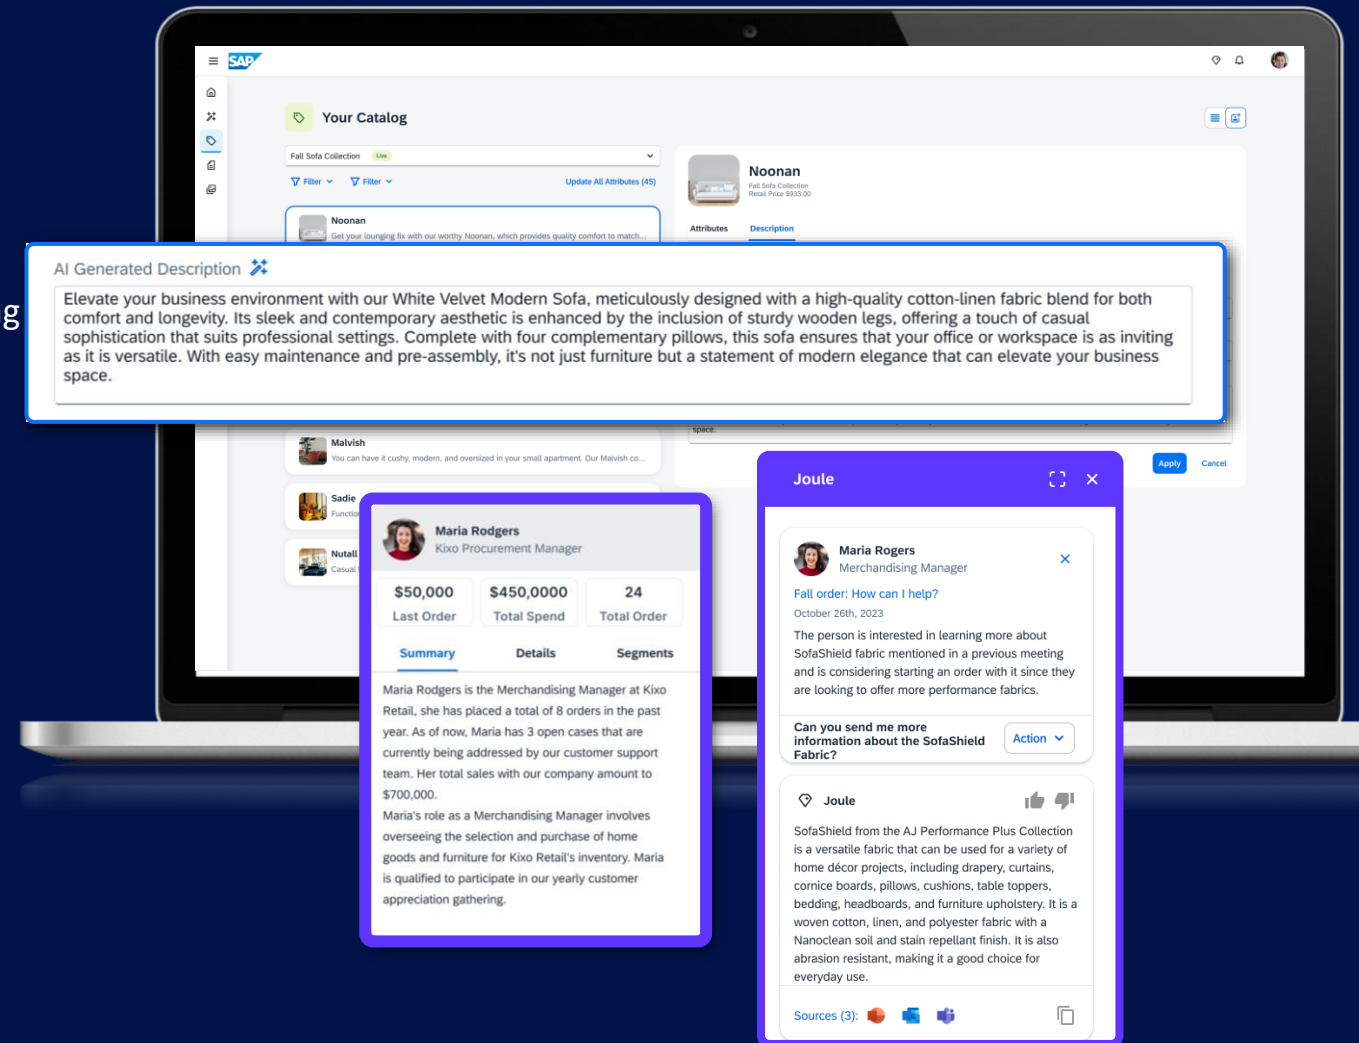 SAP
Your Catalog
Fall Sofa Collection Live
Filter Filter Update All Attributes (45)
Noonan
Get your lounging fix with our worthy Noonan, which provides quality comfort to match...
Noonan
Fall Sofa Collection
Retail Price $933.00
Attributes Description
AI Generated Description
Elevate your business environment with our White Velvet Modern Sofa, meticulously designed with a high-quality cotton-linen fabric blend for both
comfort and longevity. Its sleek and contemporary aesthetic is enhanced by the inclusion of sturdy wooden legs, offering a touch of casual
sophistication that suits professional settings. Complete with four complementary pillows, this sofa ensures that your office or workspace is as inviting
as it is versatile. With easy maintenance and pre-assembly, it's not just furniture but a statement of modern elegance that can elevate your business
space.
space.
Apply Cancel
Malvish
You can have it cushy, modern, and oversized in your small apartment. Our Malvish co...
Sadie
Nutall
Casual
Maria Rodgers
Kixo Procurement Manager
$50,000 $450,0000 24
Last Order Total Spend Total Order
Summary Details Segments
Maria Rodgers is the Merchandising Manager at Kixo
Retail, she has placed a total of 8 orders in the past
year. As of now, Maria has 3 open cases that are
currently being addressed by our customer support
team. Her total sales with our company amount to
$700,000.
Maria's role as a Merchandising Manager involves
overseeing the selection and purchase of home
goods and furniture for Kixo Retail's inventory. Maria
is qualified to participate in our yearly customer
appreciation gathering.
Joule
Maria Rogers
Merchandising Manager
Fall order: How can I help?
October 26th, 2023
The person is interested in learning more about
SofaShield fabric mentioned in a previous meeting
and is considering starting an order with it since they
are looking to offer more performance fabrics.
Can you send me more
information about the SofaShield
Fabric?
Action
Joule
SofaShield from the AJ Performance Plus Collection
is a versatile fabric that can be used for a variety of
home décor projects, including drapery, curtains,
cornice boards, pillows, cushions, table toppers,
bedding, headboards, and furniture upholstery. It is a
woven cotton, linen, and polyester fabric with a
Nanoclean soil and stain repellant finish. It is also
abrasion resistant, making it a good choice for
everyday use.
Sources (3):